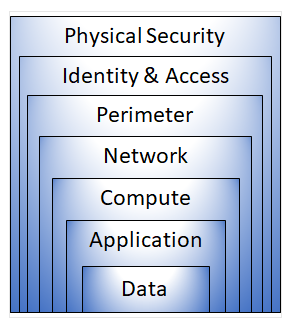 Physical Security
Identity & Access
Perimeter
Network
Compute
Application
Data